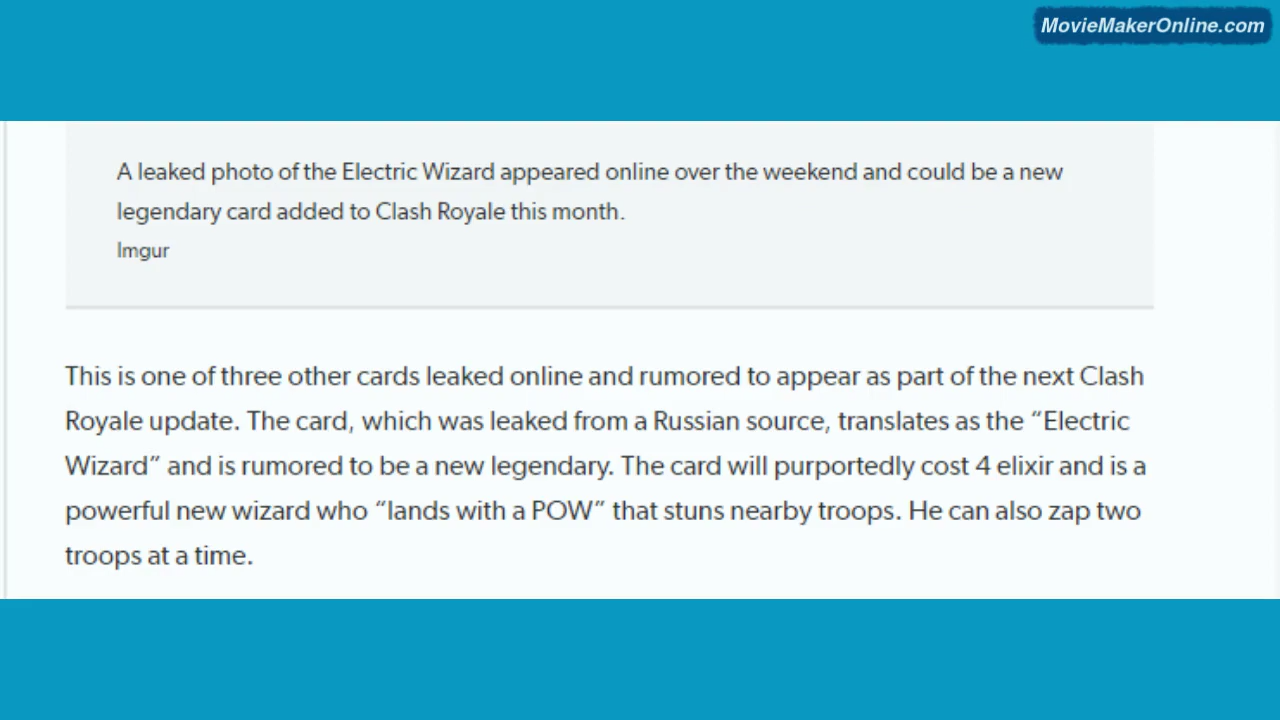 MovieMakerOnline.com
A leaked photo of the Electric Wizard appeared online over the weekend and could be a new
legendary card added to Clash Royale this month.
Imgur
This is one of three other cards leaked online and rumored to appear as part of the next Clash
Royale update. The card, which was leaked from a Russian source, translates as the “Electric
Wizard” and is rumored to be a new legendary. The card will purportedly cost 4 elixir and is a
powerful new wizard who “lands with a POW” that stuns nearby troops. He can also zap two
troops at a time.